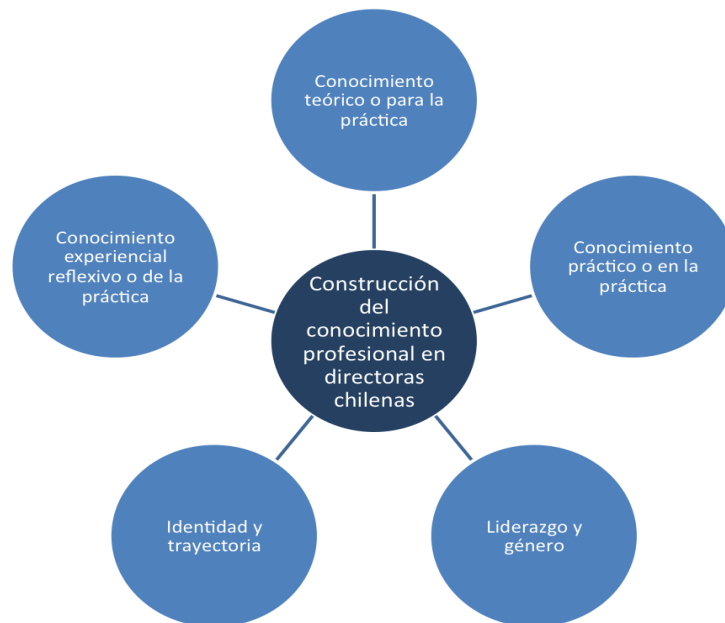 Conocimiento
teórico o para la
práctica
Conocimiento
experiencial
reflexivo o de la
práctica
Conocimiento
práctico o en la
práctica
Construcción
del
conocimiento
profesional en
directoras
chilenas
Identidad y
trayectoria
Liderazgo y
género